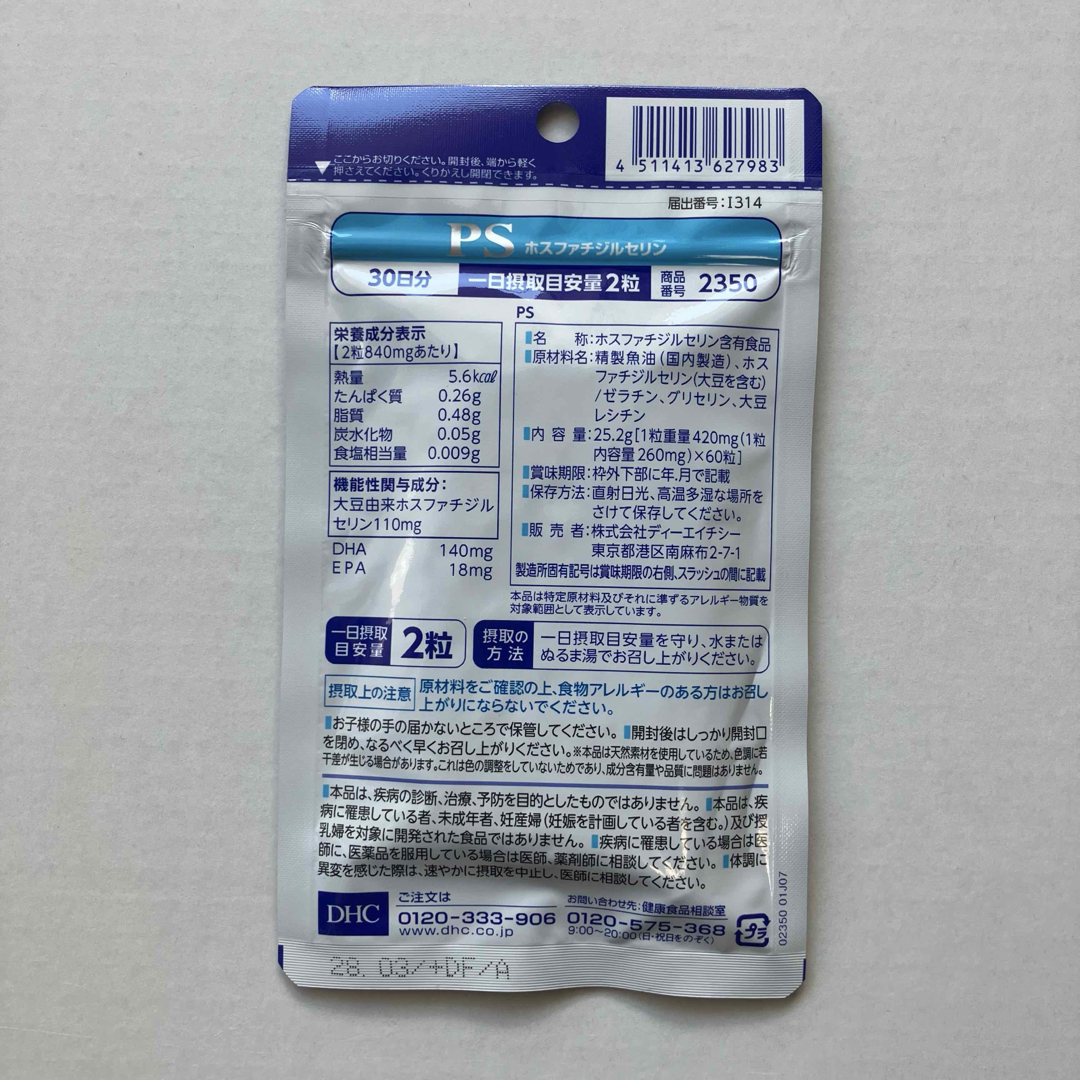 ここからお切りください。開封後、端から軽く
押さえてください。くりかえし開閉できます。
4 511413 627983
届出番号:I314
PS ホスファチジルセリン
30日分 一日摂取目安量2粒 商品番号 2350
栄養成分表示
【2粒840mgあたり】
熱量 5.6kcal
たんぱく質 0.26g
脂質 0.48g
炭水化物 0.05g
食塩相当量 0.009g
機能性関与成分:
大豆由来ホスファチジル
セリン110mg
DHA 140mg
EPA 18mg
PS
名 称:ホスファチジルセリン含有食品
原材料名:精製魚油(国内製造)、ホス
ファチジルセリン(大豆を含む)
/ゼラチン、グリセリン、大豆
レシチン
内 容 量:25.2g[1粒重量420mg(1粒
内容量260mg)×60粒]
賞味期限:枠外下部に年.月で記載
保存方法:直射日光、高温多湿な場所を
さけて保存してください。
販 売 者:株式会社ディーエイチシー
東京都港区南麻布2-7-1
製造所固有記号は賞味期限の右側、スラッシュの間に記載
本品は特定原材料及びそれに準ずるアレルギー物質を
対象範囲として表示しています。
一日摂取目安量 2粒
摂取の方法 一日摂取目安量を守り、水または
ぬるま湯でお召し上がりください。
摂取上の注意 原材料をご確認の上、食物アレルギーのある方はお召し
上がりにならないでください。
お子様の手の届かないところで保管してください。 開封後はしっかり開封口
を閉め、なるべく早くお召し上がりください。※本品は天然素材を使用しているため、色調に若
干差が生じる場合があります。これは色の調整をしていないためであり、成分含有量や品質に問題はありません。
本品は、疾病の診断、治療、予防を目的としたものではありません。 本品は、疾
病に罹患している者、未成年者、妊産婦(妊娠を計画している者を含む。)及び授
乳婦を対象に開発された食品ではありません。 疾病に罹患している場合は医
師に、医薬品を服用している場合は医師、薬剤師に相談してください。 体調に
異変を感じた際は、速やかに摂取を中止し、医師に相談してください。
DHC
ご注文は
0120-333-906
www.dhc.co.jp
お問い合わせ先:健康食品相談室
0120-575-368
9:00~20:00(日・祝日をのぞく)
プラ
02350 01J07
28. 03/+DF/A